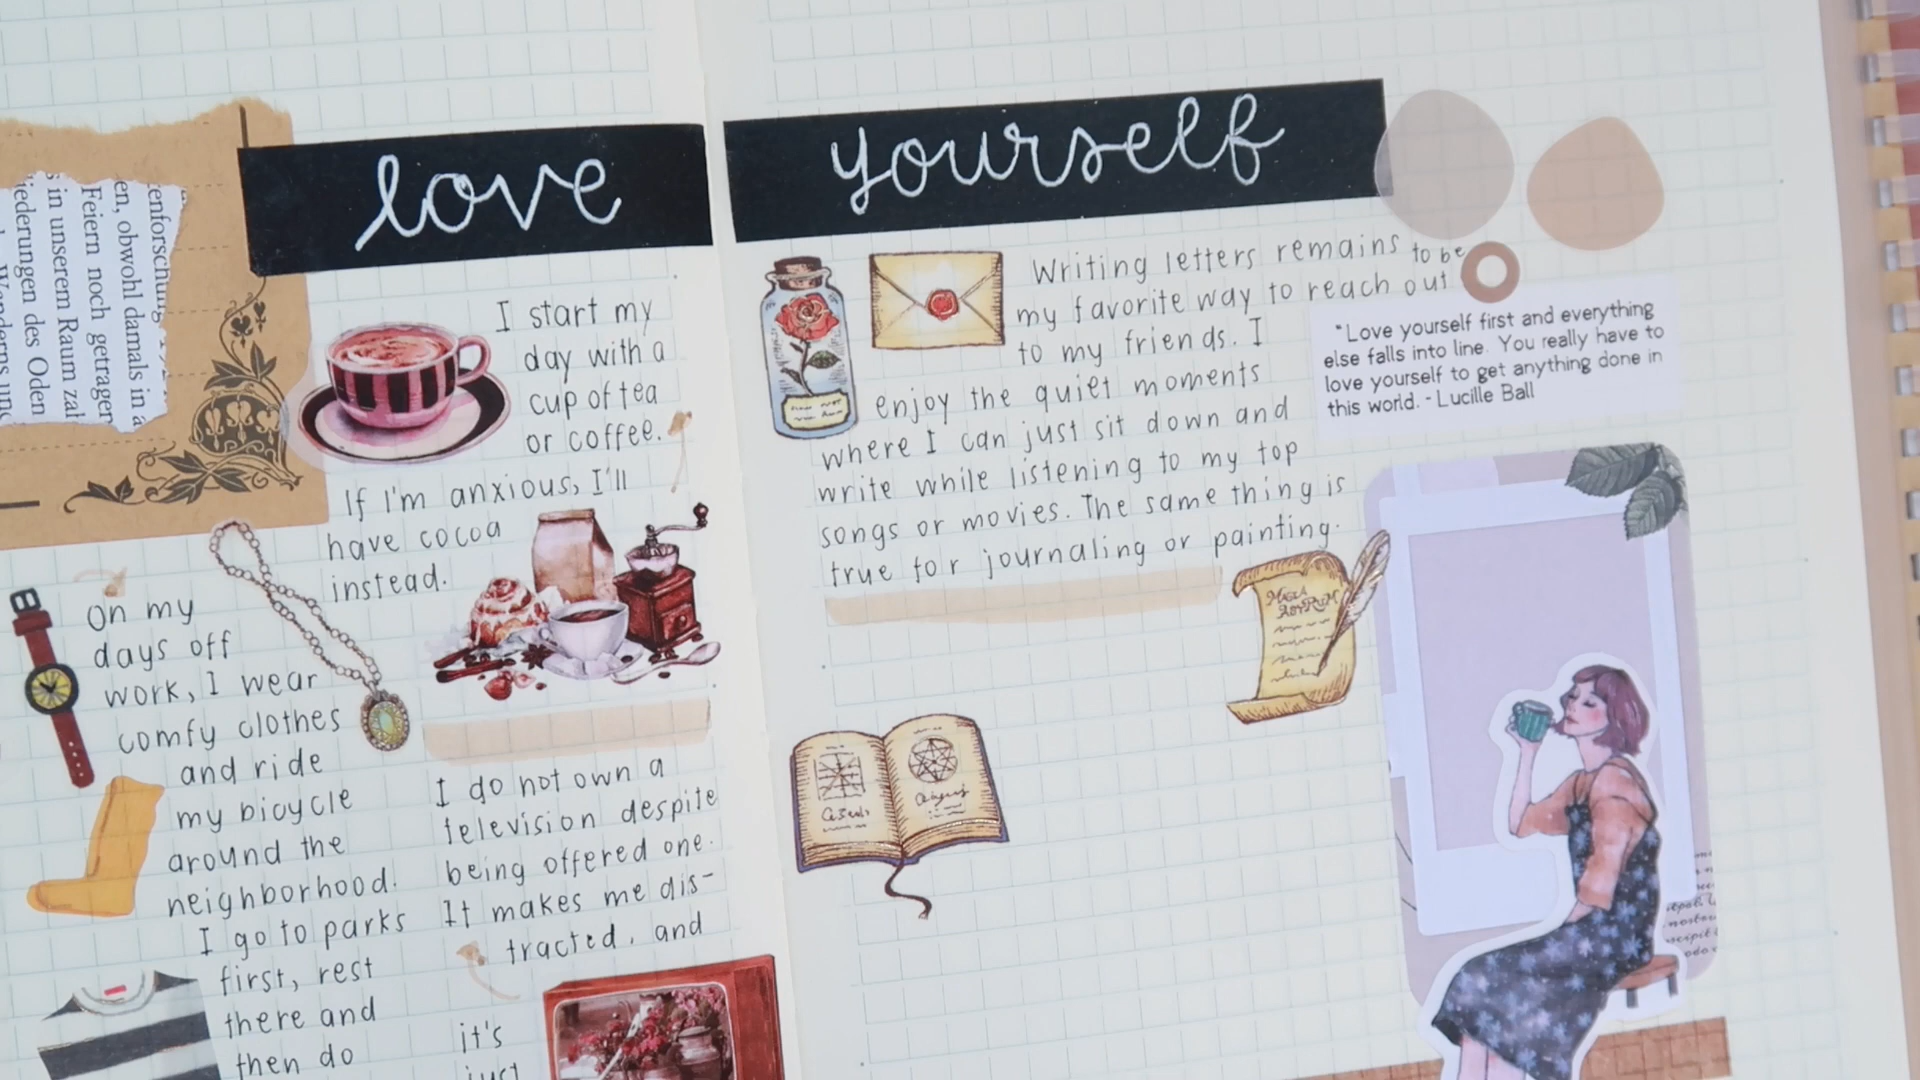 love
yourself
enforschung
en, obwohl damals in a
Feiern noch getragen
in unserem Raum zal
iederungen des Oden
I start my
day with a
cup of tea
or coffee.
If I'm anxious, I'll
have cocoa
instead.
On my
days off
work, I wear
comfy clothes
and ride
my bicycle
around the
neighborhood.
I go to parks
first, rest
there and
then do
I do not own a
television despite
being offered one.
It makes me dis-
tracted, and
it's
just
Writing letters remains to be
my favorite way to reach out
to my friends. I
enjoy the quiet moments
where I can just sit down and
write while listening to my top
songs or movies. The same thing is
true for journaling or painting.
"Love yourself first and everything
else falls into line. You really have to
love yourself to get anything done in
this world. - Lucille Ball